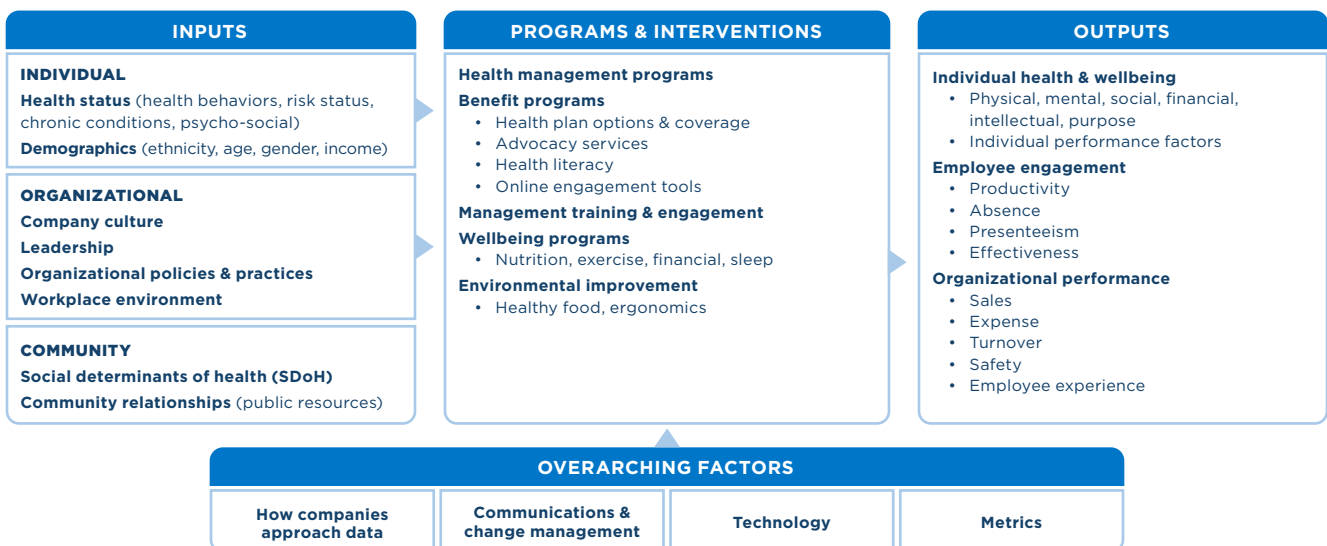 INPUTS
INDIVIDUAL
Health status (health behaviors, risk status,
chronic conditions, psycho-social)
Demographics (ethnicity, age, gender, income)
ORGANIZATIONAL
Company culture
Leadership
Organizational policies & practices
Workplace environment
COMMUNITY
Social determinants of health (SDoH)
Community relationships (public resources)
PROGRAMS & INTERVENTIONS
Health management programs
Benefit programs
• Health plan options & coverage
• Advocacy services
• Health literacy
• Online engagement tools
Management training & engagement
Wellbeing programs
• Nutrition, exercise, financial, sleep
Environmental improvement
• Healthy food, ergonomics
OUTPUTS
Individual health & wellbeing
• Physical, mental, social, financial,
intellectual, purpose
• Individual performance factors
Employee engagement
• Productivity
• Absence
• Presenteeism
• Effectiveness
Organizational performance
• Sales
• Expense
• Turnover
• Safety
• Employee experience
OVERARCHING FACTORS
How companies
approach data
Communications &
change management
Technology
Metrics